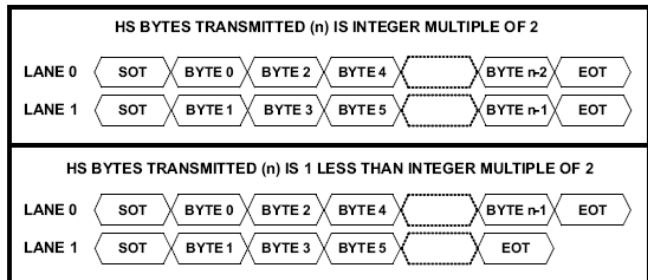 HS BYTES TRANSMITTED (n) IS INTEGER MULTIPLE OF 2
LANE 0 SOT BYTE 0 BYTE 2 BYTE 4 BYTE n-2 EOT
LANE 1 SOT BYTE 1 BYTE 3 BYTE 5 BYTE n-1 EOT
HS BYTES TRANSMITTED (n) IS 1 LESS THAN INTEGER MULTIPLE OF 2
LANE 0 SOT BYTE 0 BYTE 2 BYTE 4 BYTE n-1 EOT
LANE 1 SOT BYTE 1 BYTE 3 BYTE 5 EOT